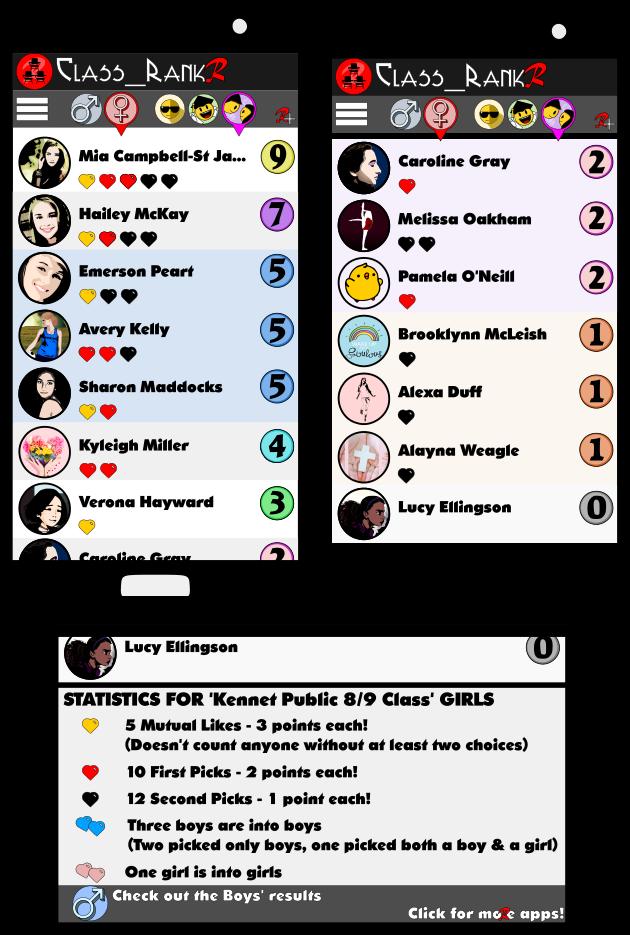 CLASS_RANKR
R+
Mia Campbell-St Ja... 9
Hailey McKay 7
Emerson Peart 5
Avery Kelly 5
Sharon Maddocks 5
Kyleigh Miller 4
Verona Hayward 3
Caroline Gray 2
CLASS_RANKR
R+
Caroline Gray 2
Melissa Oakham 2
Pamela O'Neill 2
Brooklynn McLeish 1
Alexa Duff 1
Alayna Weagle 1
Lucy Ellingson 0
Lucy Ellingson 0
STATISTICS FOR 'Kennet Public 8/9 Class' GIRLS
5 Mutual Likes - 3 points each!
(Doesn't count anyone without at least two choices)
10 First Picks - 2 points each!
12 Second Picks - 1 point each!
Three boys are into boys
(Two picked only boys, one picked both a boy & a girl)
One girl is into girls
Check out the Boys' results
Click for moRe apps!